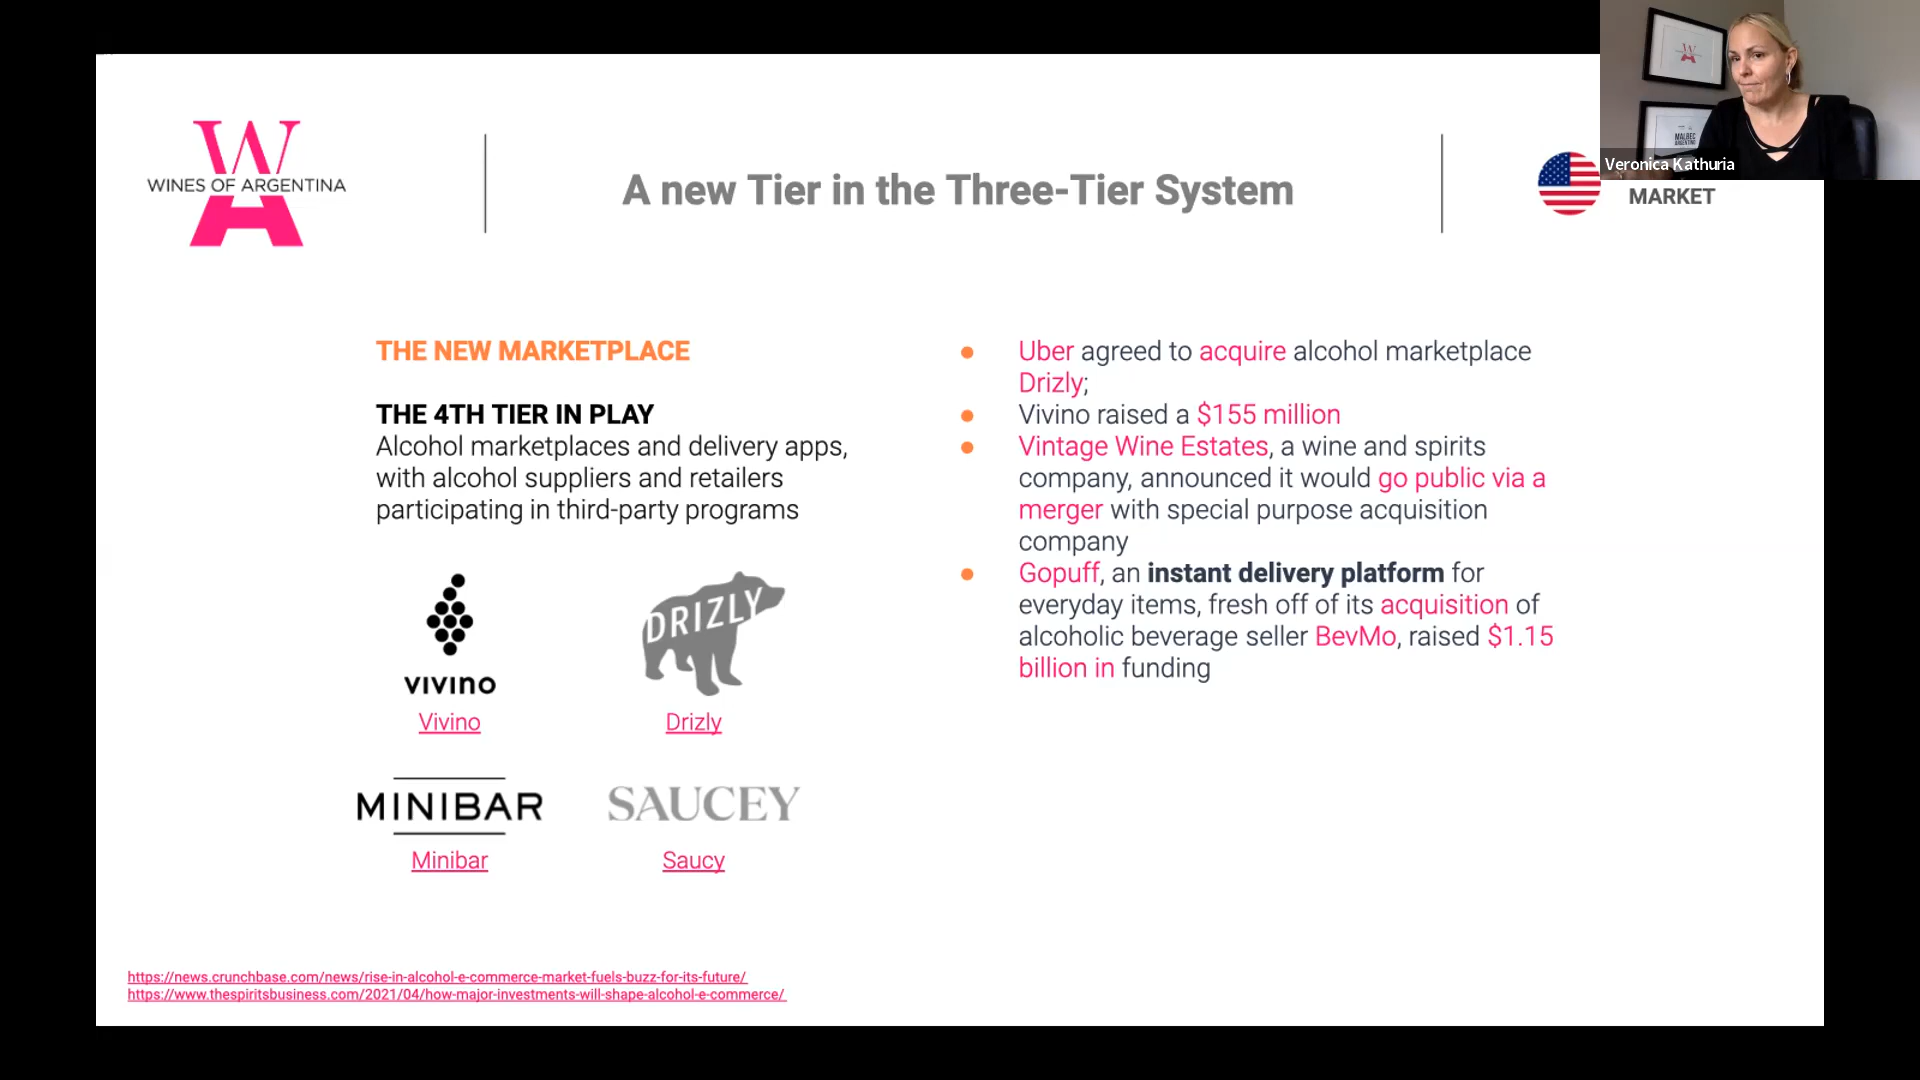 W
WINES OF ARGENTINA
A
A new Tier in the Three-Tier System
MARKET
Veronica Kathuria
MALBEC
ARGENTINO
THE NEW MARKETPLACE
THE 4TH TIER IN PLAY
Alcohol marketplaces and delivery apps,
with alcohol suppliers and retailers
participating in third-party programs
VIVINO
Vivino
DRIZLY
Drizly
MINIBAR
Minibar
SAUCEY
Saucy
Uber agreed to acquire alcohol marketplace
Drizly;
Vivino raised a $155 million
Vintage Wine Estates, a wine and spirits
company, announced it would go public via a
merger with special purpose acquisition
company
Gopuff, an instant delivery platform for
everyday items, fresh off of its acquisition of
alcoholic beverage seller BevMo, raised $1.15
billion in funding
https://news.crunchbase.com/news/rise-in-alcohol-e-commerce-market-fuels-buzz-for-its-future/
https://www.thespiritsbusiness.com/2021/04/how-major-investments-will-shape-alcohol-e-commerce/